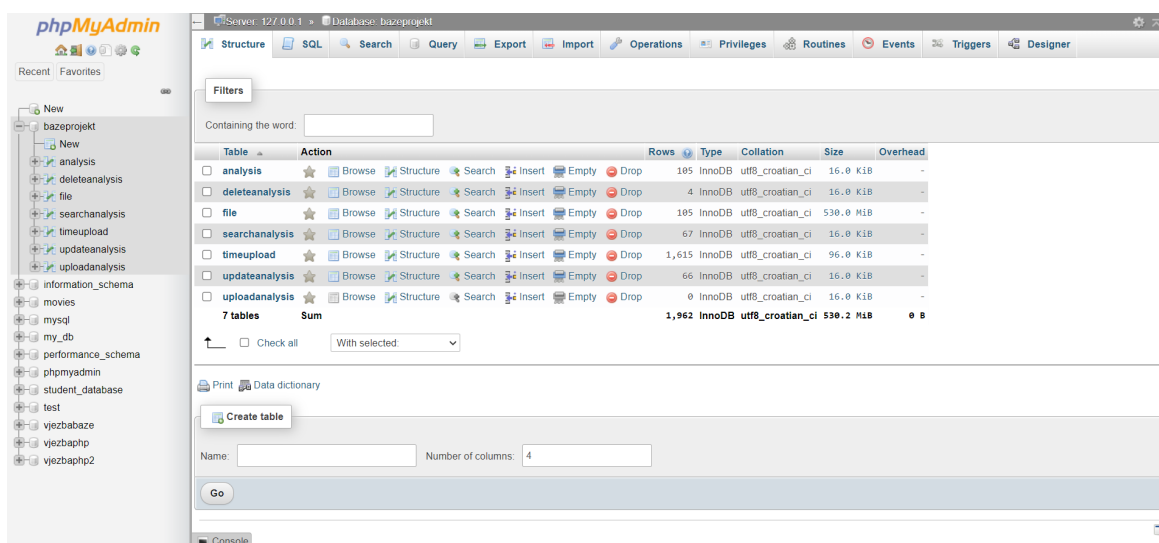 phpMyAdmin
Recent Favorites
New
bazeprojekt
New
analysis
deleteanalysis
file
searchanalysis
timeupload
updateanalysis
uploadanalysis
information_schema
movies
mysql
my_db
performance_schema
phpmyadmin
student_database
test
vjezbabaze
vjezbaphp
vjezbaphp2
Server: 127.0.0.1 » Database: bazeprojekt
Structure SQL Search Query Export Import Operations Privileges Routines Events Triggers Designer
Filters
Containing the word:
Table Action Rows Type Collation Size Overhead
analysis Browse Structure Search Insert Empty Drop 105 InnoDB utf8_croatian_ci 16.0 KiB -
deleteanalysis Browse Structure Search Insert Empty Drop 4 InnoDB utf8_croatian_ci 16.0 KiB -
file Browse Structure Search Insert Empty Drop 105 InnoDB utf8_croatian_ci 530.0 MiB -
searchanalysis Browse Structure Search Insert Empty Drop 67 InnoDB utf8_croatian_ci 16.0 KiB -
timeupload Browse Structure Search Insert Empty Drop 1,615 InnoDB utf8_croatian_ci 96.0 KiB -
updateanalysis Browse Structure Search Insert Empty Drop 66 InnoDB utf8_croatian_ci 16.0 KiB -
uploadanalysis Browse Structure Search Insert Empty Drop 0 InnoDB utf8_croatian_ci 16.0 KiB -
7 tables Sum 1,962 InnoDB utf8_croatian_ci 530.2 MiB 0 B
Check all With selected:
Print Data dictionary
Create table
Name: Number of columns: 4
Go
Console